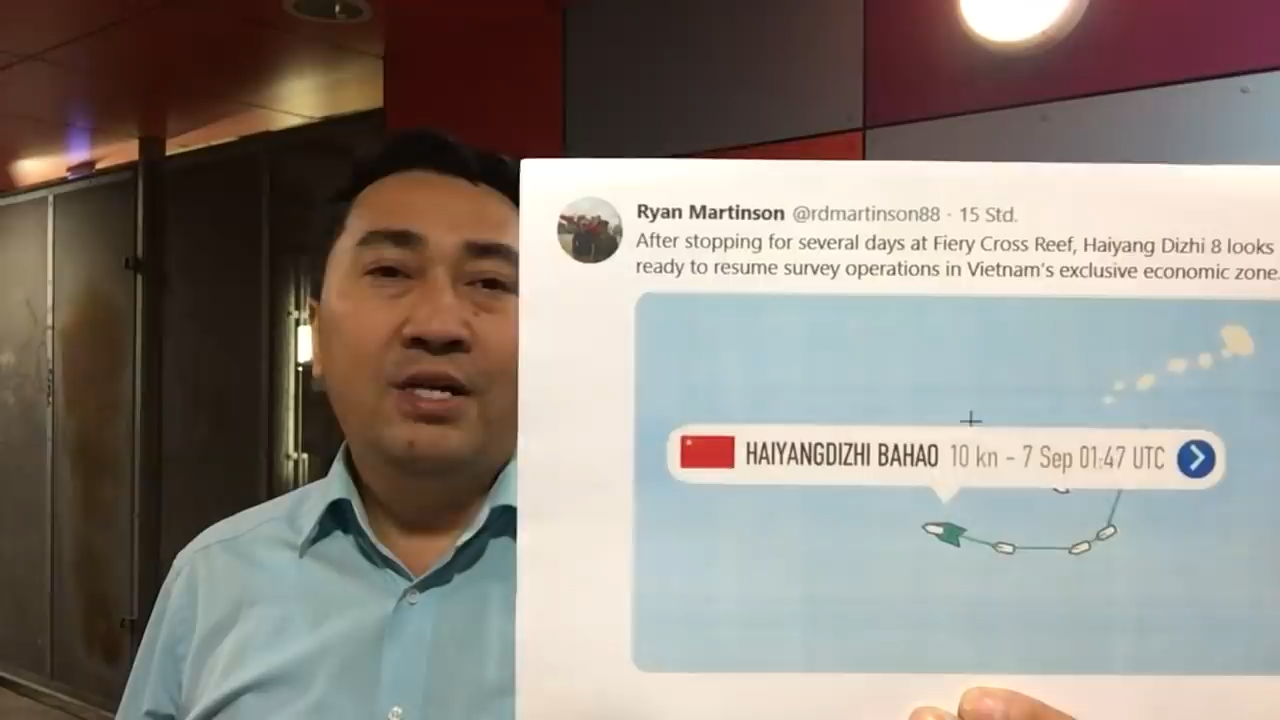 Ryan Martinson @rdmartinson88 · 15 Std.
After stopping for several days at Fiery Cross Reef, Haiyang Dizhi 8 looks
ready to resume survey operations in Vietnam's exclusive economic zone.
HAIYANGDIZHI BAHAO 10 kn - 7 Sep 01:47 UTC